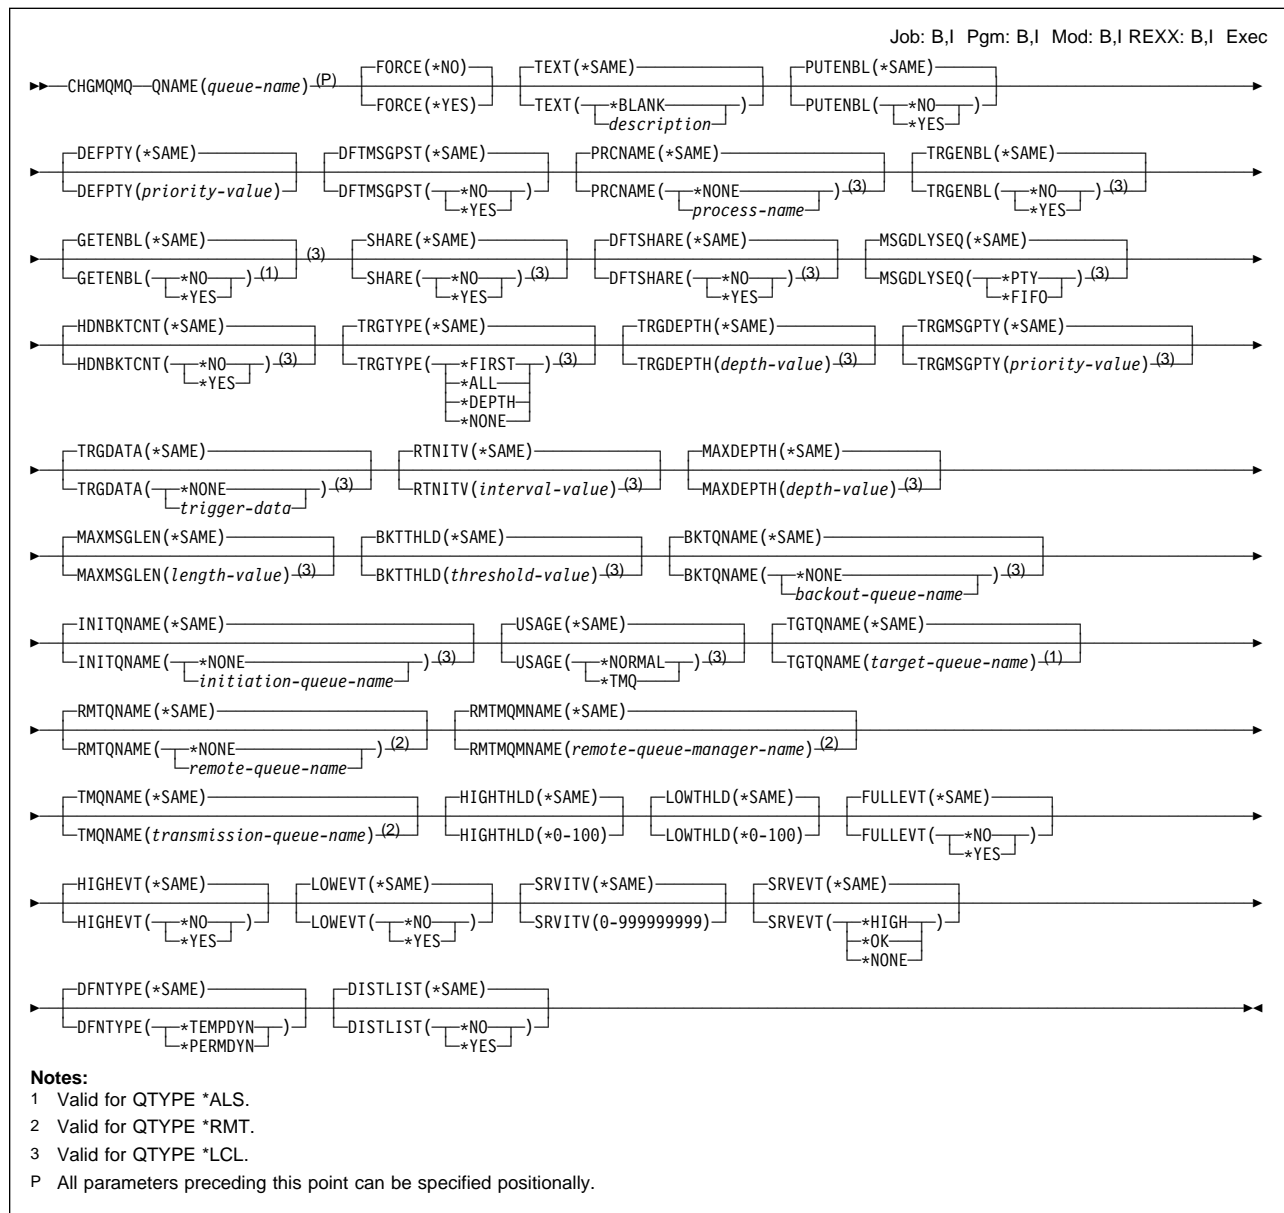 Job: B,I Pgm: B,I Mod: B,I REXX: B,I Exec
FORCE(*NO) TEXT(*SAME) PUTENBL(*SAME)
CHGMQMQ QNAME(queue-name) (P)
FORCE(*YES) TEXT( *BLANK ) PUTENBL( *NO )
description *YES
DEFPTY(*SAME) DFTMSGPST(*SAME) PRCNAME(*SAME) TRGENBL(*SAME)
DEFPTY(priority-value) DFTMSGPST( *NO ) PRCNAME( *NONE ) (3) TRGENBL( *NO ) (3)
*YES process-name *YES
GETENBL(*SAME) (3) SHARE(*SAME) DFTSHARE(*SAME) MSGDLYSEQ(*SAME)
GETENBL( *NO ) (1) SHARE( *NO ) (3) DFTSHARE( *NO ) (3) MSGDLYSEQ( *PTY ) (3)
*YES *YES *YES *FIFO
HDNBKTCNT(*SAME) TRGTYPE(*SAME) TRGDEPTH(*SAME) TRGMSGPTY(*SAME)
HDNBKTCNT( *NO ) (3) TRGTYPE( *FIRST ) (3) TRGDEPTH(depth-value) (3) TRGMSGPTY(priority-value) (3)
*YES *ALL
*DEPTH
*NONE
TRGDATA(*SAME) RTNITV(*SAME) MAXDEPTH(*SAME)
TRGDATA( *NONE ) (3) RTNITV(interval-value) (3) MAXDEPTH(depth-value) (3)
trigger-data
MAXMSGLEN(*SAME) BKTTHLD(*SAME) BKTQNAME(*SAME)
MAXMSGLEN(length-value) (3) BKTTHLD(threshold-value) (3) BKTQNAME( *NONE ) (3)
backout-queue-name
INITQNAME(*SAME) USAGE(*SAME) TGTQNAME(*SAME)
INITQNAME( *NONE ) (3) USAGE( *NORMAL ) (3) TGTQNAME(target-queue-name) (1)
initiation-queue-name *TMQ
RMTQNAME(*SAME) RMTMQMNAME(*SAME)
RMTQNAME( *NONE ) (2) RMTMQMNAME(remote-queue-manager-name) (2)
remote-queue-name
TMQNAME(*SAME) HIGHTHLD(*SAME) LOWTHLD(*SAME) FULLEVT(*SAME)
TMQNAME(transmission-queue-name) (2) HIGHTHLD(*0-100) LOWTHLD(*0-100) FULLEVT( *NO )
*YES
HIGHEVT(*SAME) LOWEVT(*SAME) SRVITV(*SAME) SRVEVT(*SAME)
HIGHEVT( *NO ) LOWEVT( *NO ) SRVITV(0-999999999) SRVEVT( *HIGH )
*YES *YES *OK
*NONE
DFNTYPE(*SAME) DISTLIST(*SAME)
DFNTYPE( *TEMPDYN ) DISTLIST( *NO )
*PERMDYN *YES
Notes:
1 Valid for QTYPE *ALS.
2 Valid for QTYPE *RMT.
3 Valid for QTYPE *LCL.
P All parameters preceding this point can be specified positionally.